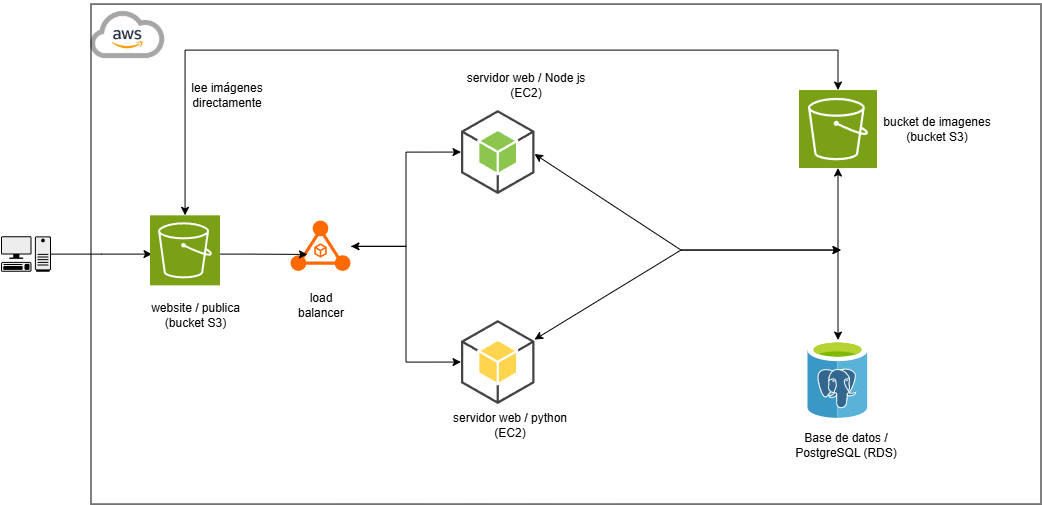 aws
lee imágenes
directamente
servidor web / Node js
(EC2)
bucket de imagenes
(bucket S3)
website / publica
(bucket S3)
load
balancer
servidor web / python
(EC2)
Base de datos /
PostgreSQL (RDS)